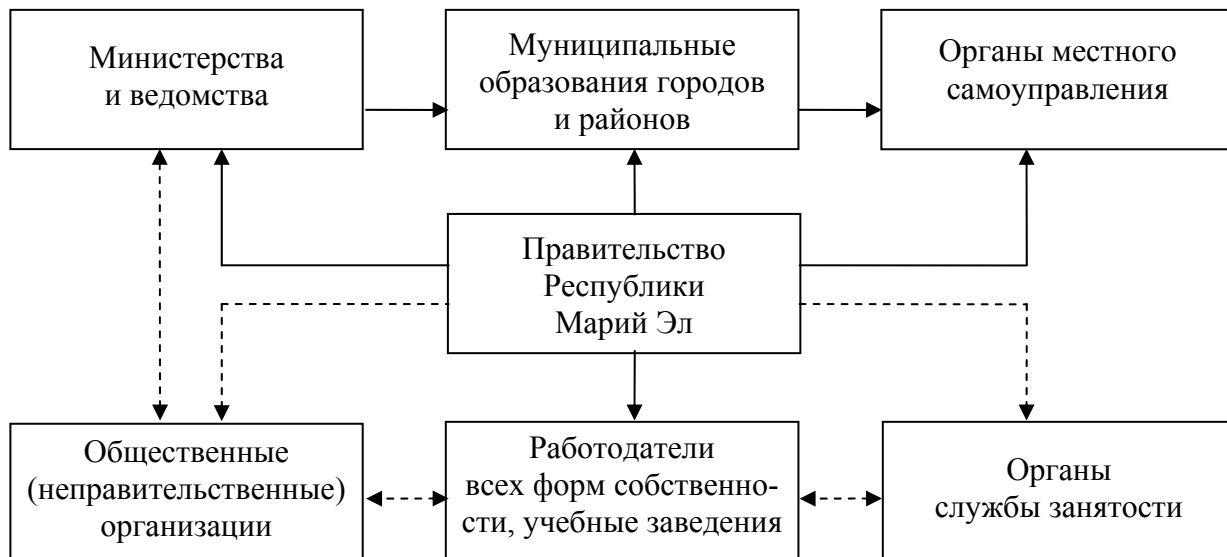 Министерства
и ведомства
Муниципальные
образования городов
и районов
Органы местного
самоуправления
Правительство
Республики
Марий Эл
Общественные
(неправительственные)
организации
Работодатели
всех форм собственно-
сти, учебные заведения
Органы
службы занятости